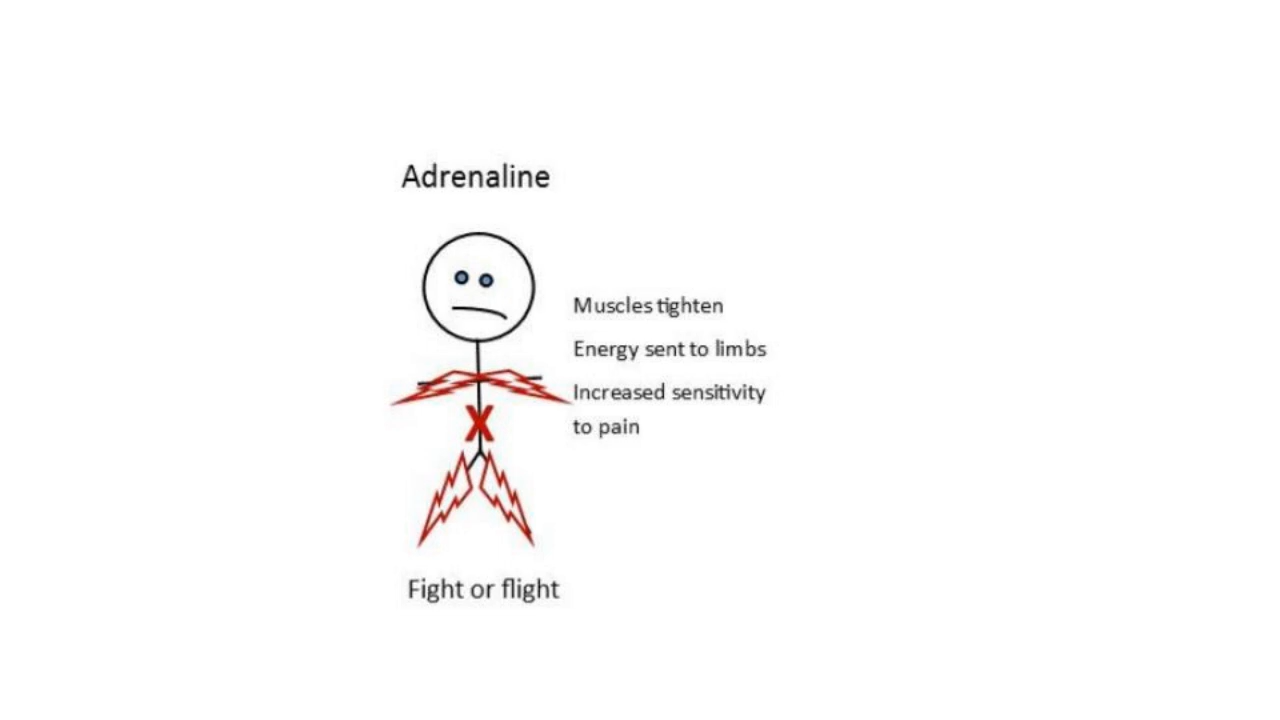 Adrenaline
Muscles tighten
Energy sent to limbs
Increased sensitivity
to pain
X
Fight or flight